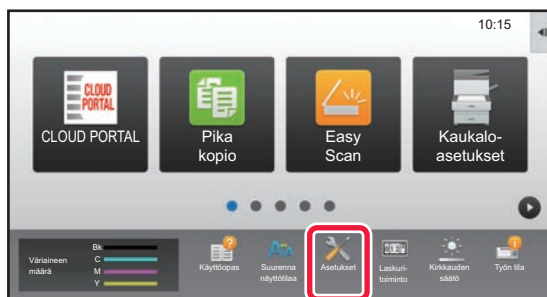 10:15
CLOUD
PORTAL
CLOUD PORTAL
Pika
kopio
Easy
Scan
Kaukalo-
asetukset
Väriaineen
määrä
Bk
C
M
Y
Käyttöopas
Suurenna
näyttötilaa
Asetukset
Laskuri-
toiminto
Kirkkauden
säätö
Työn tila